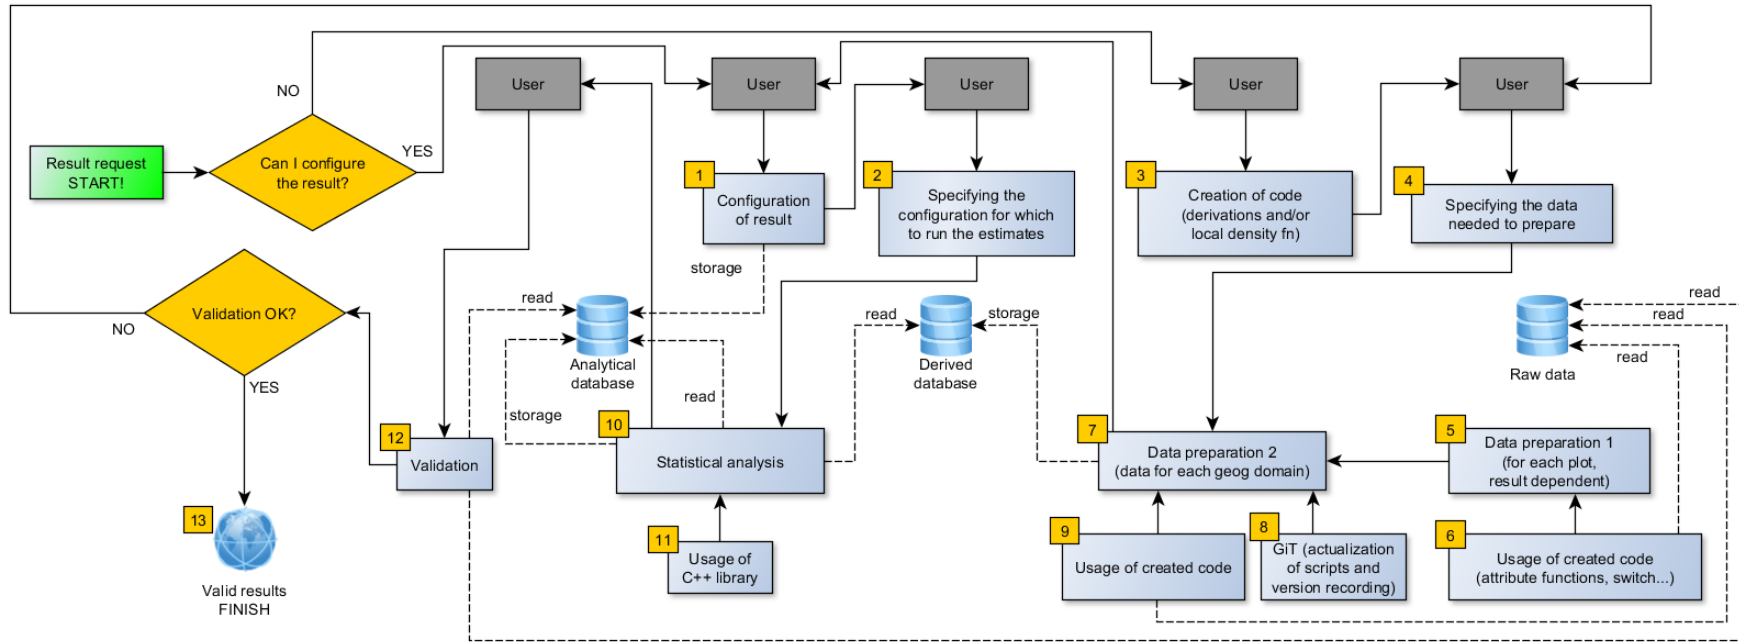 NO
User
User
User
User
User
YES
Result request
START!
Can I configure
the result?
1
Configuration
of result
2
Specifying the
configuration for which
to run the estimates
3
Creation of code
(derivations and/or
local density fn)
4
Specifying the data
needed to prepare
storage
read
Analytical
database
read
storage
Derived
database
read
read
read
Raw data
Validation OK?
NO
YES
storage
read
12
Validation
10
Statistical analysis
7
Data preparation 2
(data for each geog domain)
5
Data preparation 1
(for each plot,
result dependent)
13
Valid results
FINISH
11
Usage of
C++ library
9
Usage of created code
8
GiT (actualization
of scripts and
version recording)
6
Usage of created code
(attribute functions, switch...)